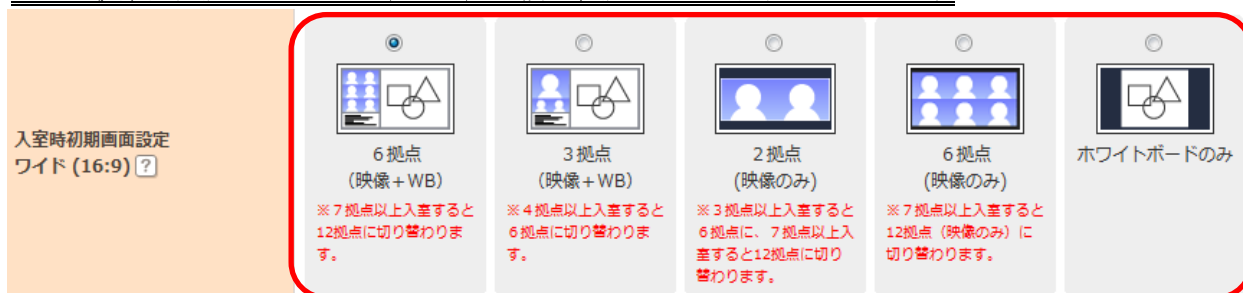 入室時初期画面設定
ワイド (16:9) ?
6拠点
(映像+WB)
※7拠点以上入室すると
12拠点に切り替わりま
す。
3拠点
(映像+WB)
※4拠点以上入室すると
6拠点に切り替わりま
す。
2拠点
(映像のみ)
※3拠点以上入室すると
6拠点に、7拠点以上入
室すると12拠点に切り
替わります。
6拠点
(映像のみ)
※7拠点以上入室すると
12拠点(映像のみ)に
切り替わります。
ホワイトボードのみ